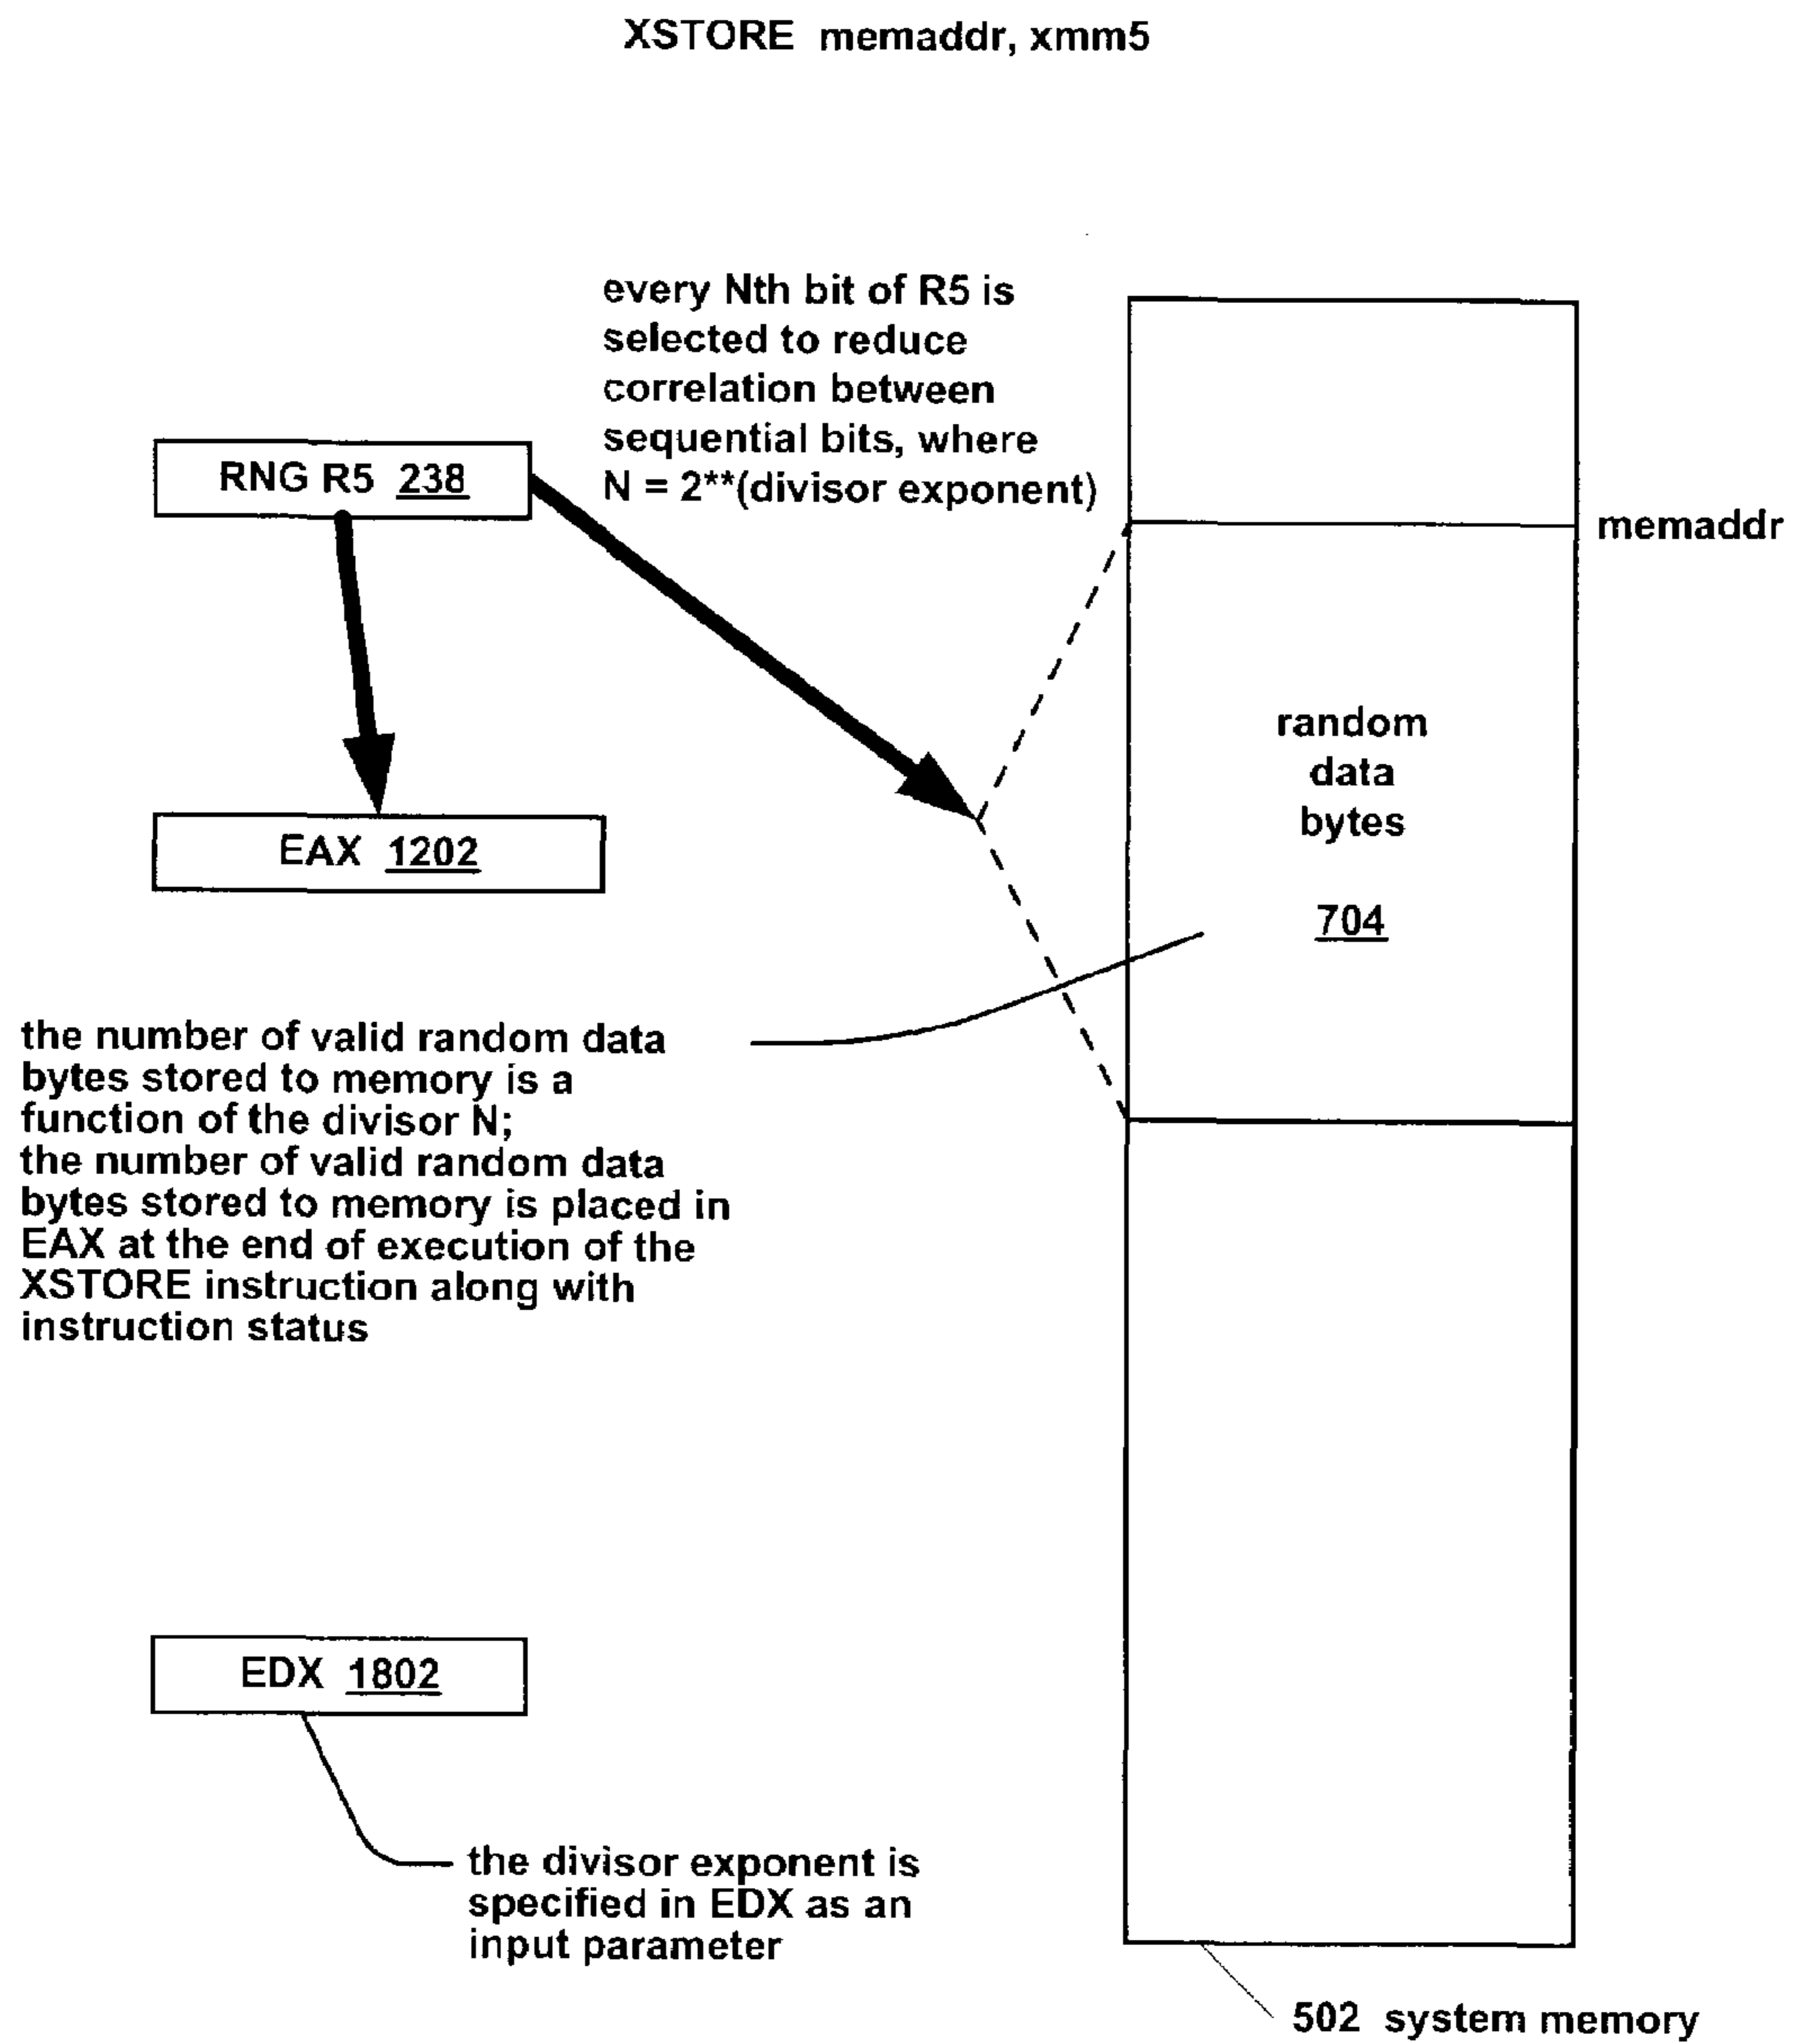 XSTORE memaddr, xmm5
every Nth bit of R5 is
selected to reduce
correlation between
sequential bits, where
N = 2**(divisor exponent)
RNG R5 238
memaddr
random
data
bytes
704
EAX 1202
the number of valid random data
bytes stored to memory is a
function of the divisor N;
the number of valid random data
bytes stored to memory is placed in
EAX at the end of execution of the
XSTORE instruction along with
instruction status
EDX 1802
the divisor exponent is
specified in EDX as an
input parameter
502 system memory